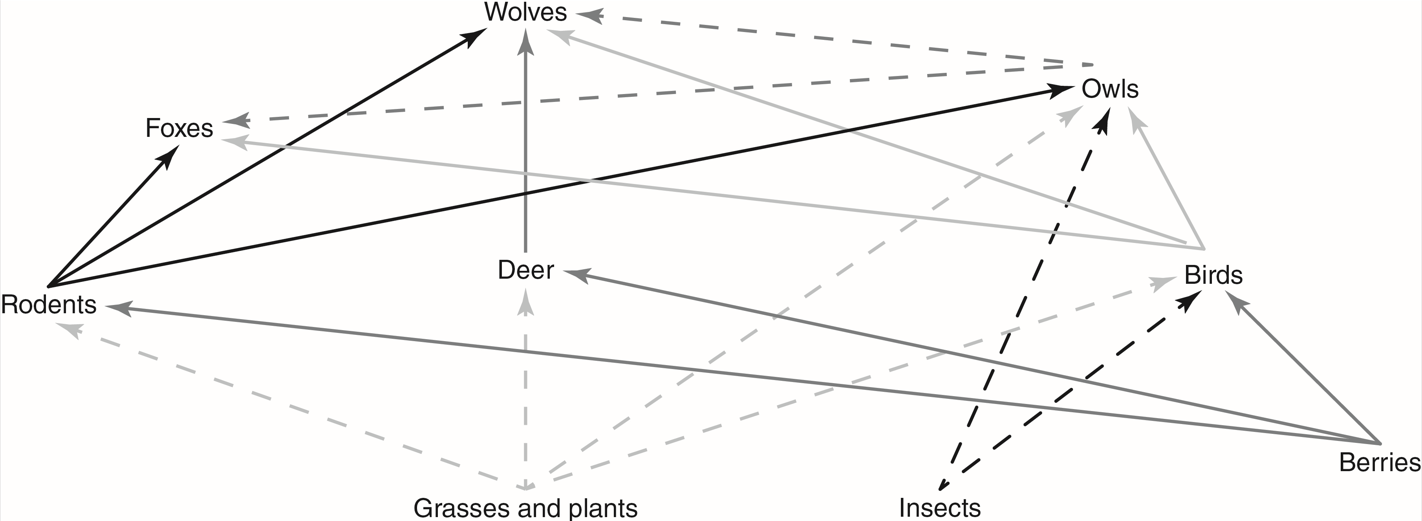 Wolves
Owls
Foxes
Deer
Birds
Rodents
Berries
Grasses and plants
Insects